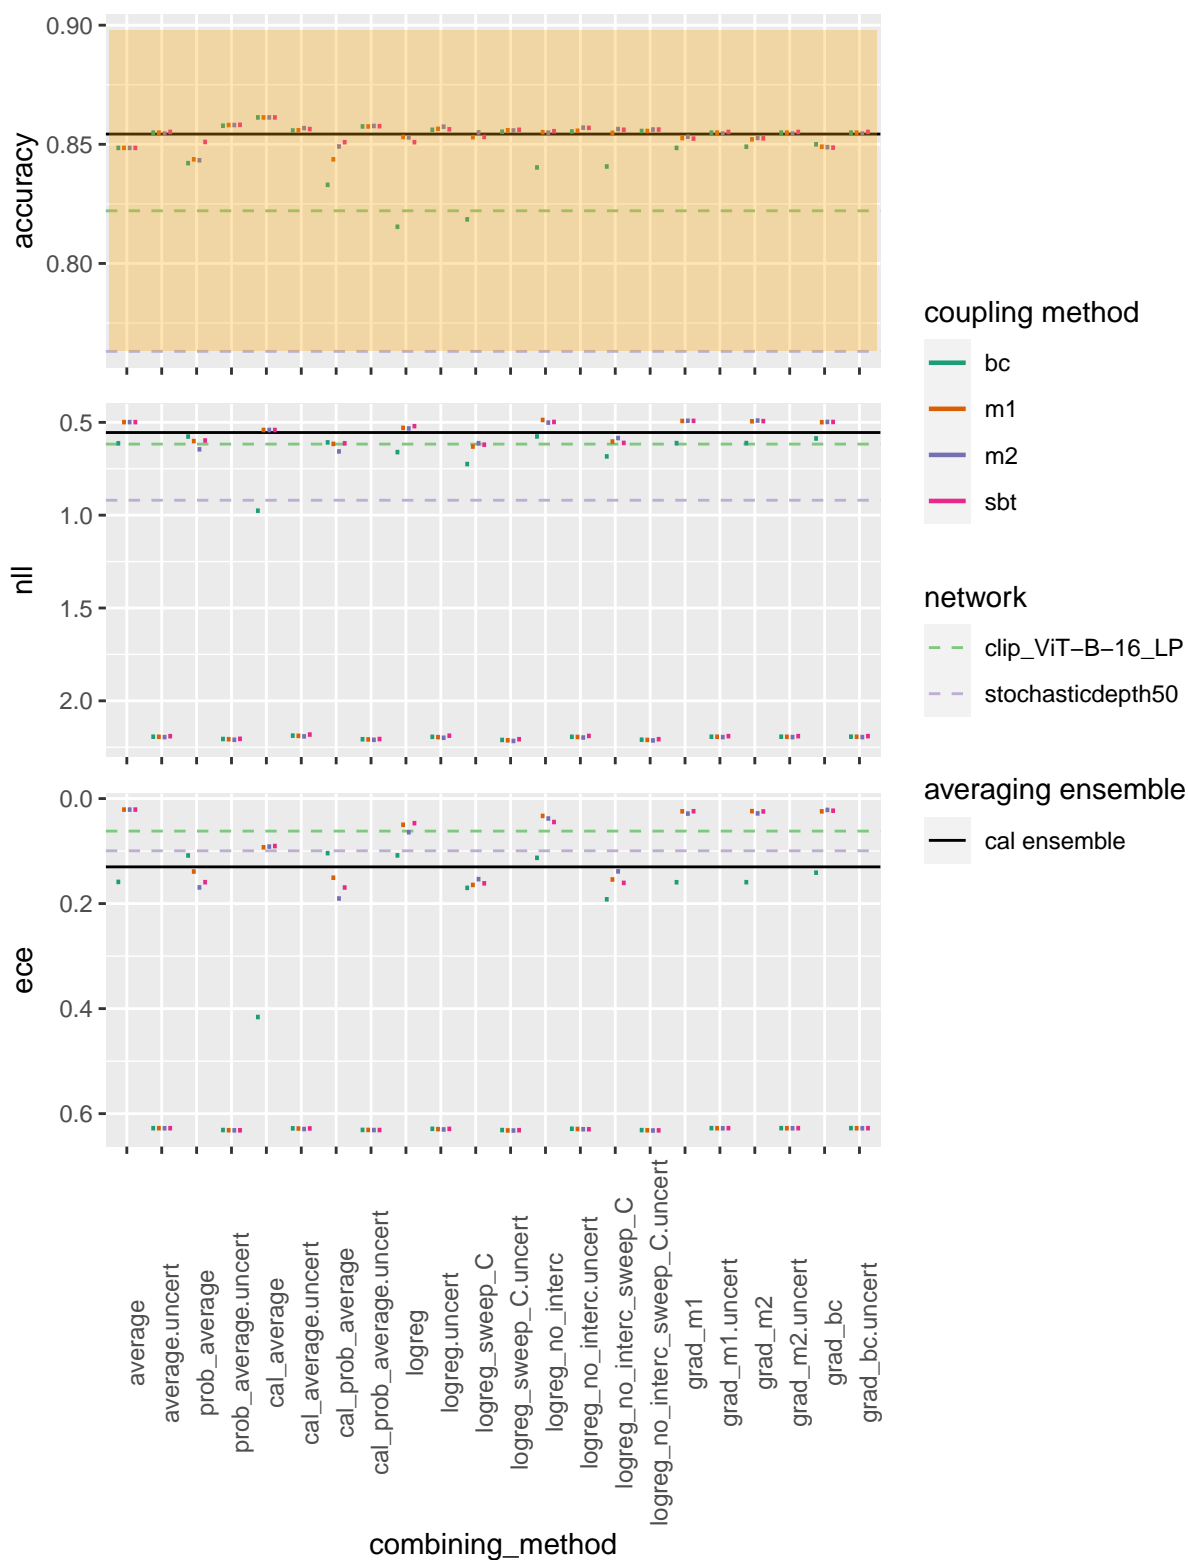 0.90
0.85
0.80
accuracy
0.5
1.0
1.5
2.0
nll
0.0
0.2
0.4
0.6
ece
average
average.uncert
prob_average
prob_average.uncert
cal_average
cal_average.uncert
cal_prob_average
cal_prob_average.uncert
logreg
logreg.uncert
logreg_sweep_C
logreg_sweep_C.uncert
logreg_no_interc
logreg_no_interc.uncert
logreg_no_interc_sweep_C
logreg_no_interc_sweep_C.uncert
grad_m1
grad_m1.uncert
grad_m2
grad_m2.uncert
grad_bc
grad_bc.uncert
combining_method
coupling method
bc
m1
m2
sbt
network
clip_ViT−B−16_LP
stochasticdepth50
averaging ensemble
cal ensemble